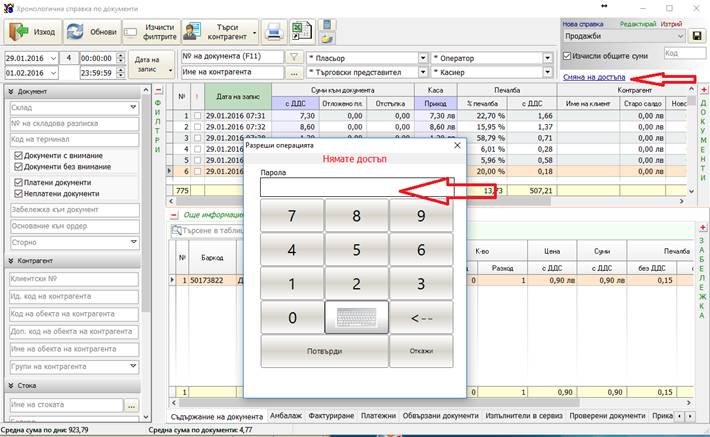 Хронологична справка по документи
Изход Обнови Изчисти филтрите Търси контрагент
Нова справка Редактирай Изтрий
Продажби
Изчисли общите суми Код
Смяна на достъпа
29.01.2016 4 00:00:00 Дата на запис № на документа (F11) * Пласьор * Оператор
01.02.2016 23:59:59 Име на контрагент ... * Търговски представител * Касиер
Документ
Склад
№ на складова разписка
Код на терминал
Документи с внимание
Документи без внимание
Платени документи
Неплатени документи
Забележка към документ
Основание към ордер
Сторно
Контрагент
Клиентски №
Ид. код на контрагента
Код на обекта на контрагента
Доп. код на обекта на контрагента
Име на обекта на контрагента
Групи на контрагента
Стока
Име на стоката ...
ФИЛТРИ
№ ! Дата на запис Суми към документа Каса Печалба Контрагент
с ДДС Отложено пл. Отстъпка Приход % печалба с ДДС Име на клиент Старо салдо
1 29.01.2016 07:31 7,30 0,00 0,00 7,30 лв 22,70 % 1,66 0,00 лв
2 29.01.2016 07:32 8,60 0,00 0,00 8,60 лв 15,95 % 1,37 0,00 лв
3 29.01.2016 07:38 58,79 % 0,71 0,00 лв
4 29.01.2016 6,01 % 0,28 0,00 лв
5 29.01.2016 5,96 % 0,58 0,00 лв
6 29.01.2016 20,00 % 0,18 0,00 лв
775 13,73 507,21
ДОКУМЕНТИ
Разреши операцията
Нямате достъп
Парола
7 8 9
4 5 6
1 2 3
0 <--
Потвърди Откажи
Още информация
Търсене в таблица
№ Баркод К-во Цена Суми Печалба
Разход с ДДС с ДДС без ДДС
1 50173822 0 1 0,90 лв 0,90 лв 0,15
1 1 0,90 0,90 0,15
ЗАБЕЛЕЖКА
Съдържание на документа Амбалаж Фактуриране Платежни Обвързани документи Изпълнители в сервиз Проверени документи Прика
Средна сума по дни: 923,79 Средна сума по документи: 4,77